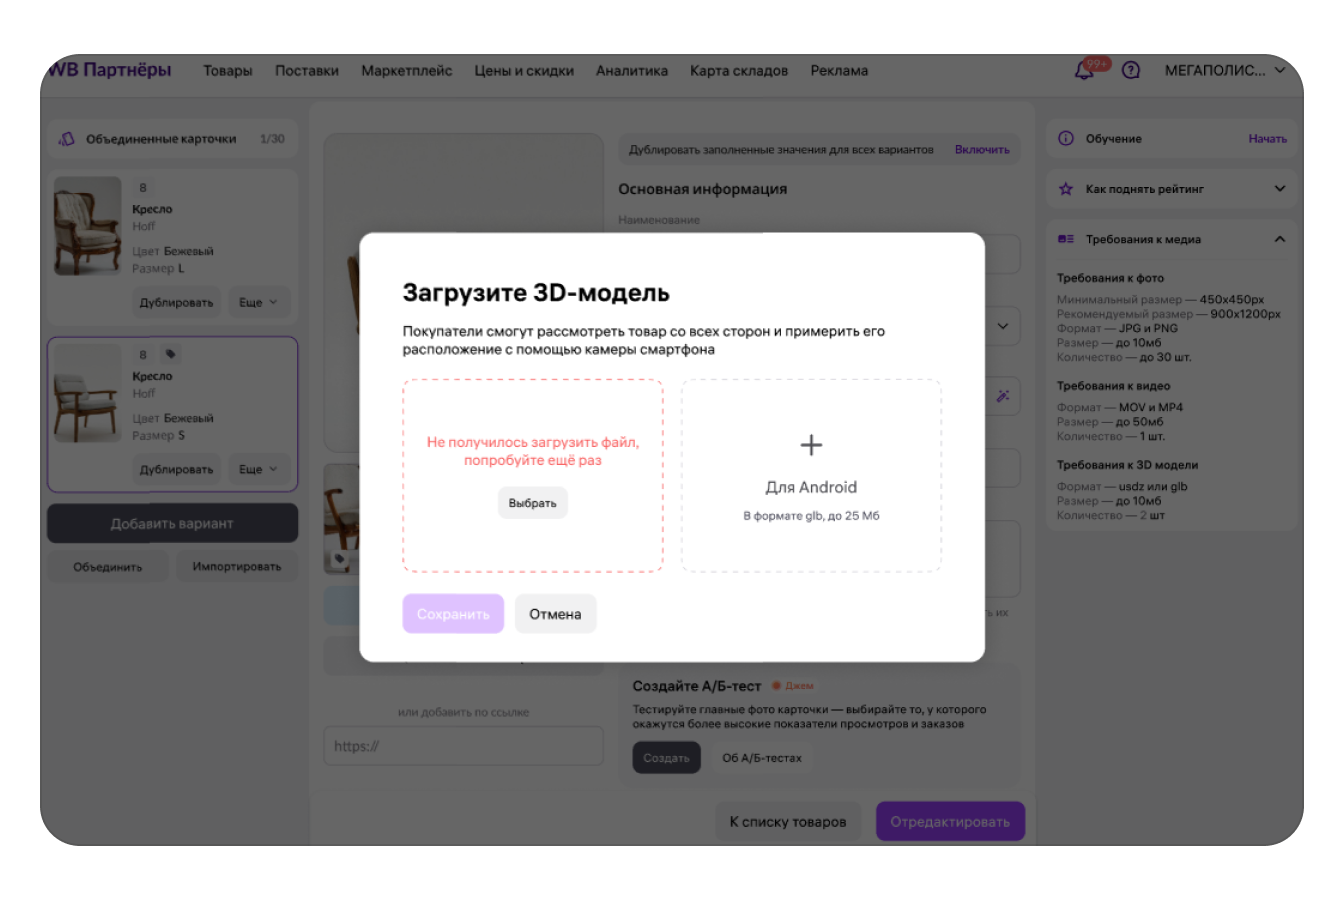 WB Партнёры
Товары
Поставки
Маркетплейс
Цены и скидки
Аналитика
Карта складов
Реклама
99+
МЕГАПОЛИС...
Объединенные карточки 1/30
8
Кресло
Hoff
Цвет Бежевый
Размер L
Дублировать
Еще
8
Кресло
Hoff
Цвет Бежевый
Размер S
Дублировать
Еще
Добавить вариант
Объединить
Импортировать
или добавить по ссылке
https://
Дублировать заполненные значения для всех вариантов Включить
Основная информация
Наименование
Загрузите 3D-модель
Покупатели смогут рассмотреть товар со всех сторон и примерить его
расположение с помощью камеры смартфона
Не получилось загрузить файл,
попробуйте ещё раз
Выбрать
Для Android
В формате glb, до 25 Мб
Сохранить
Отмена
их
Создайте А/Б-тест
Джем
Тестируйте главные фото карточки — выбирайте то, у которого
окажутся более высокие показатели просмотров и заказов
Создать
Об А/Б-тестах
К списку товаров
Отредактировать
Обучение
Начать
Как поднять рейтинг
Требования к медиа
Требования к фото
Минимальный размер — 450x450px
Рекомендуемый размер — 900x1200px
Формат — JPG и PNG
Размер — до 10мб
Количество — до 30 шт.
Требования к видео
Формат — MOV и MP4
Размер — до 50мб
Количество — 1 шт.
Требования к 3D модели
Формат — usdz или glb
Размер — до 10мб
Количество — 2 шт